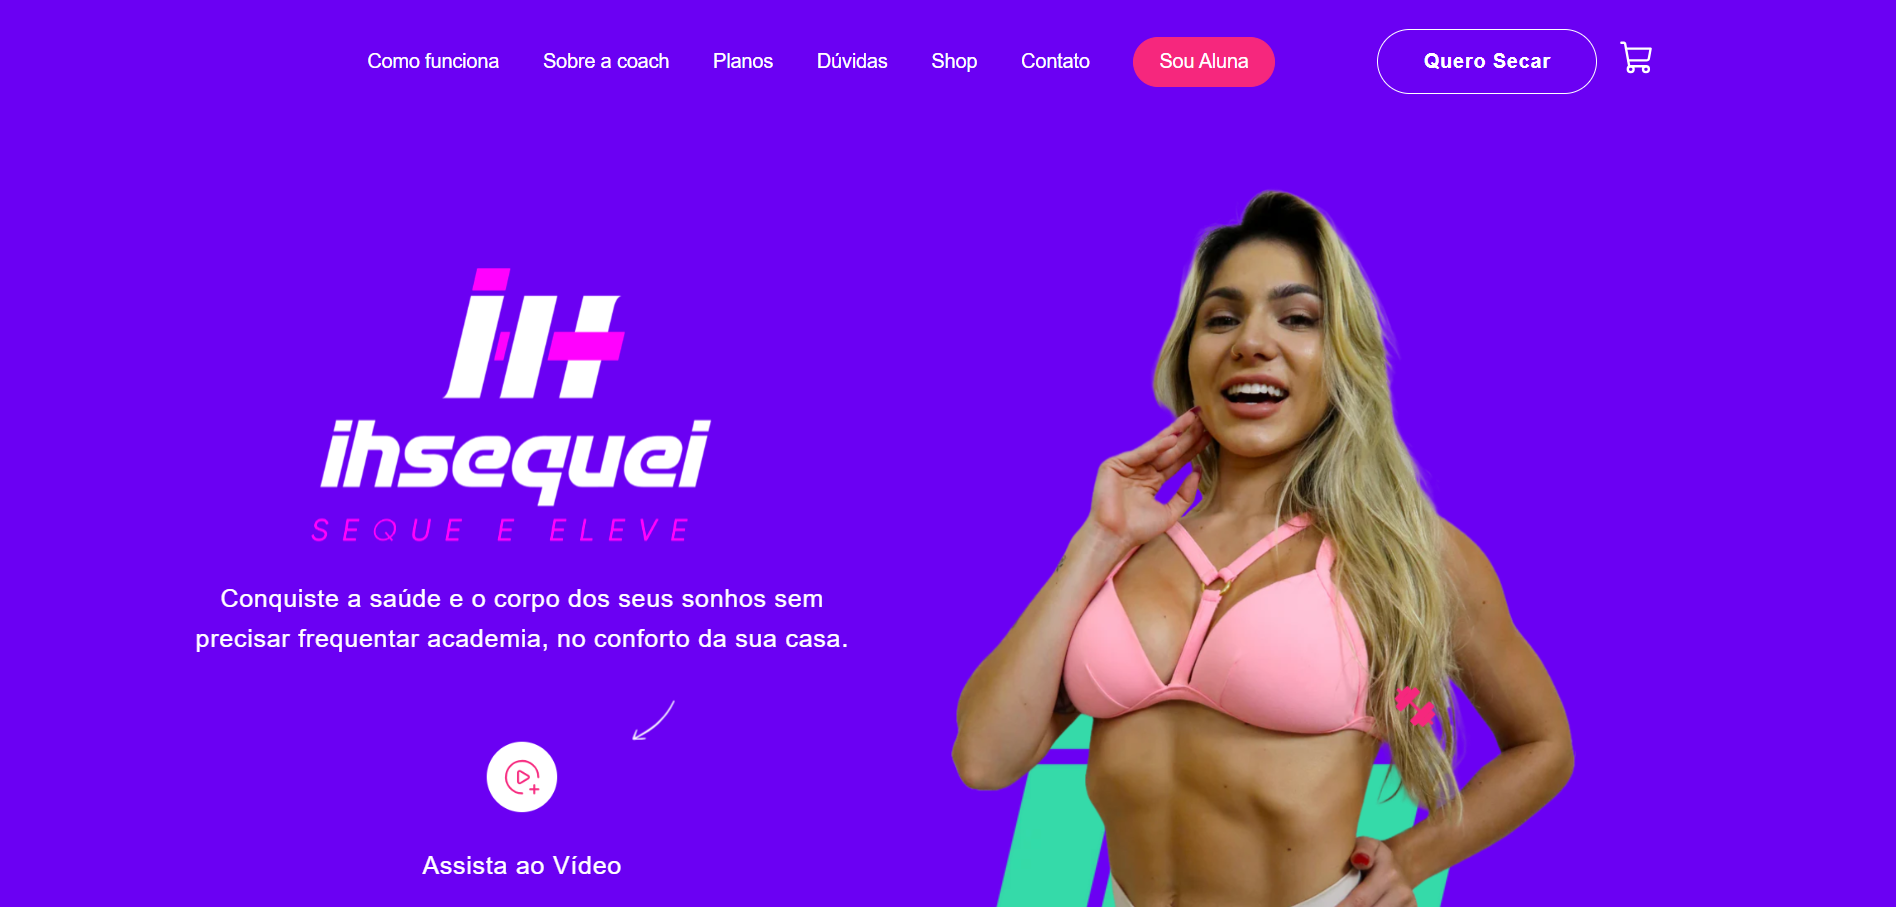 Como funciona
Sobre a coach
Planos
Dúvidas
Shop
Contato
Sou Aluna
Quero Secar
iH
ihsequei
SEQUE E ELEVE
Conquiste a saúde e o corpo dos seus sonhos sem
precisar frequentar academia, no conforto da sua casa.
Assista ao Vídeo